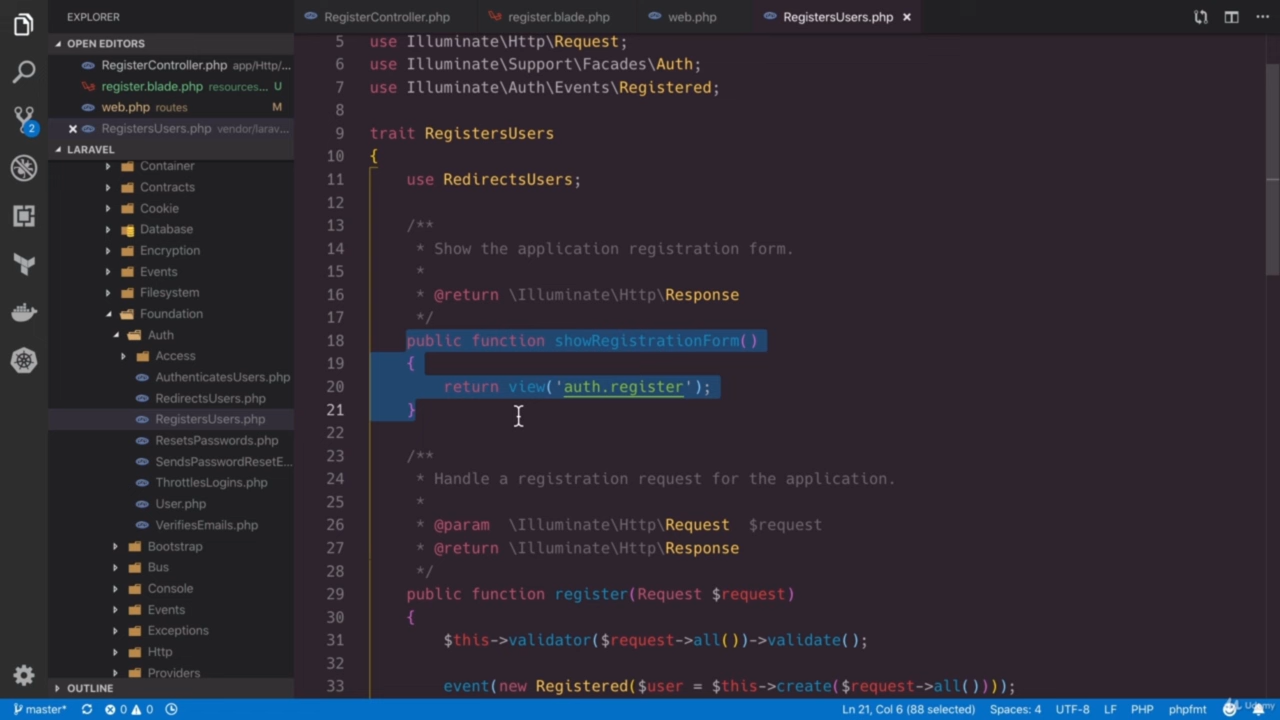 EXPLORER
RegisterController.php
register.blade.php
web.php
RegistersUsers.php
OPEN EDITORS
RegisterController.php app/Http/...
register.blade.php resources... U
web.php routes M
RegistersUsers.php vendor/larav...
2
LARAVEL
Container
Contracts
Cookie
Database
Encryption
Events
Filesystem
Foundation
Auth
Access
AuthenticatesUsers.php
RedirectsUsers.php
RegistersUsers.php
ResetsPasswords.php
SendsPasswordResetE...
ThrottlesLogins.php
User.php
VerifiesEmails.php
Bootstrap
Bus
Console
Events
Exceptions
Http
Providers
OUTLINE
5 use Illuminate\Http\Request;
6 use Illuminate\Support\Facades\Auth;
7 use Illuminate\Auth\Events\Registered;
8
9 trait RegistersUsers
10 {
11 use RedirectsUsers;
12
13 /**
14 * Show the application registration form.
15 *
16 * @return \Illuminate\Http\Response
17 */
18 public function showRegistrationForm()
19 {
20 return view('auth.register');
21 }
22
23 /**
24 * Handle a registration request for the application.
25 *
26 * @param \Illuminate\Http\Request $request
27 * @return \Illuminate\Http\Response
28 */
29 public function register(Request $request)
30 {
31 $this->validator($request->all())->validate();
32
33 event(new Registered($user = $this->create($request->all())));
master* 0 0 Ln 21, Col 6 (88 selected) Spaces: 4 UTF-8 LF PHP phpfmt
Udemy